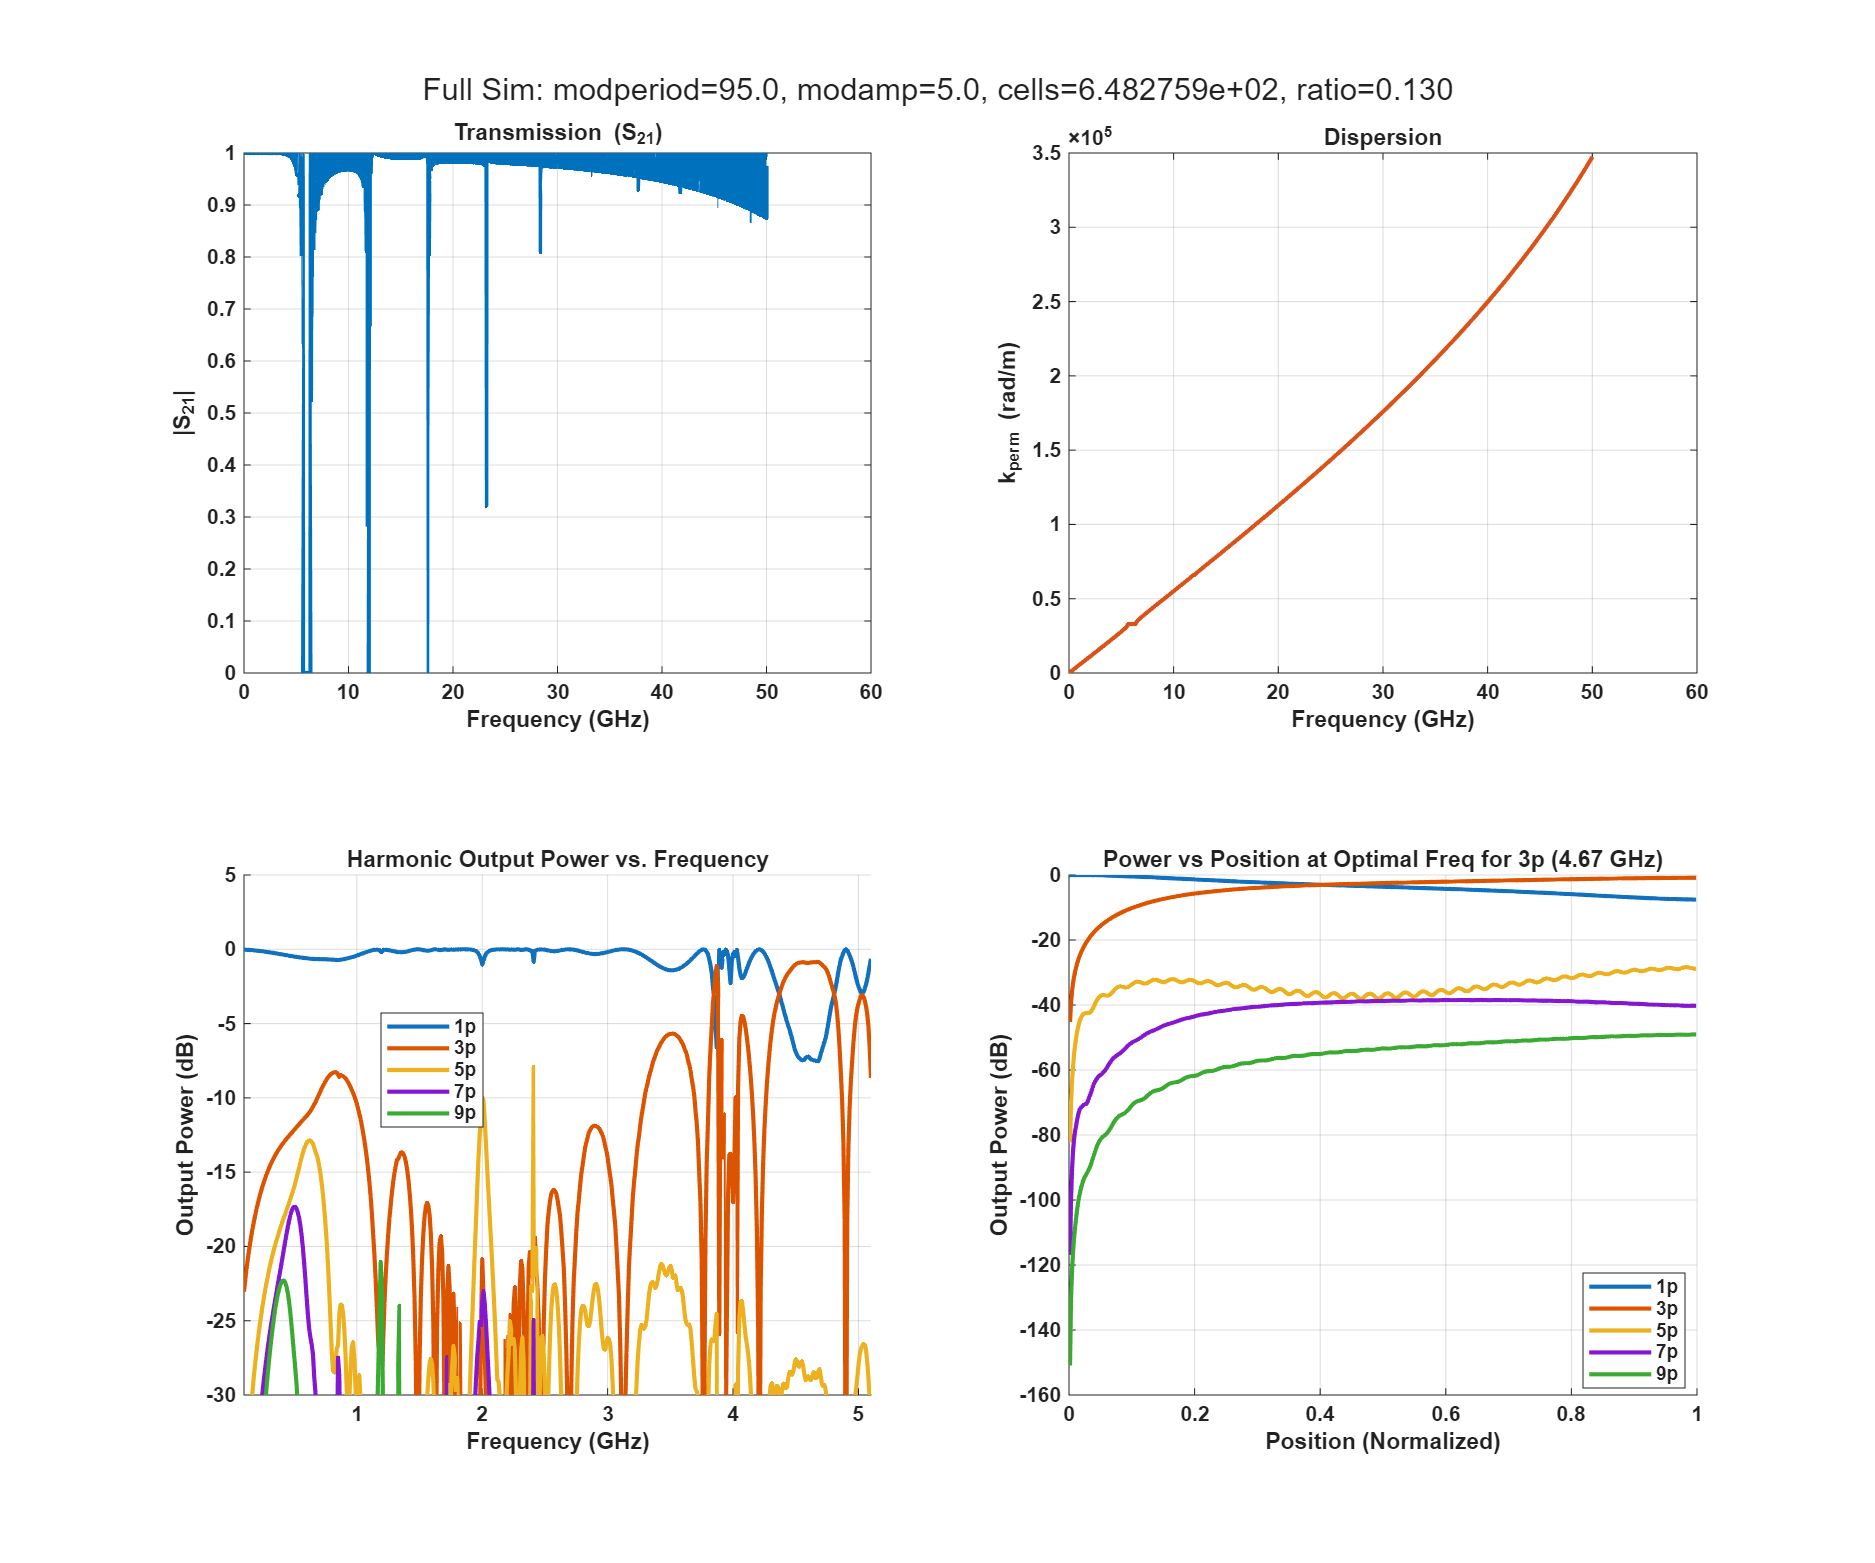 Full Sim: modperiod=95.0, modamp=5.0, cells=6.482759e+02, ratio=0.130
Transmission (S21)
1
0.9
0.8
0.7
0.6
0.5
0.4
0.3
0.2
0.1
0
|S21|
0 10 20 30 40 50 60
Frequency (GHz)
×10^5
Dispersion
3.5
3
2.5
2
1.5
1
0.5
0
kperm (rad/m)
0 10 20 30 40 50 60
Frequency (GHz)
Harmonic Output Power vs. Frequency
5
0
-5
-10
-15
-20
-25
-30
Output Power (dB)
1p
3p
5p
7p
9p
1 2 3 4 5
Frequency (GHz)
Power vs Position at Optimal Freq for 3p (4.67 GHz)
0
-20
-40
-60
-80
-100
-120
-140
-160
Output Power (dB)
1p
3p
5p
7p
9p
0 0.2 0.4 0.6 0.8 1
Position (Normalized)